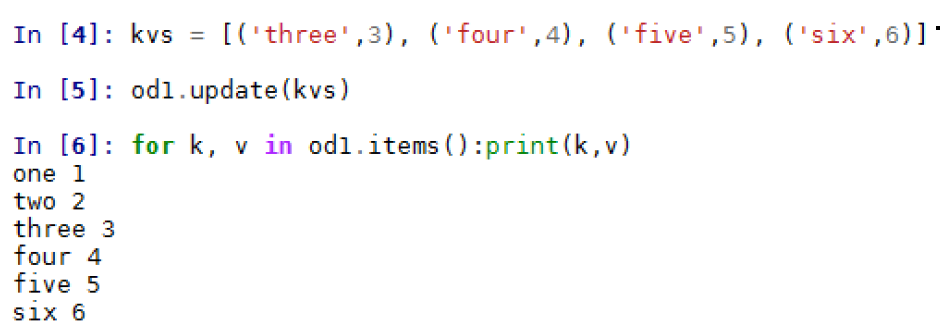 In [4]: kvs = [('three',3), ('four',4), ('five',5), ('six',6)]
In [5]: od1.update(kvs)
In [6]: for k, v in od1.items():print(k,v)
one 1
two 2
three 3
four 4
five 5
six 6